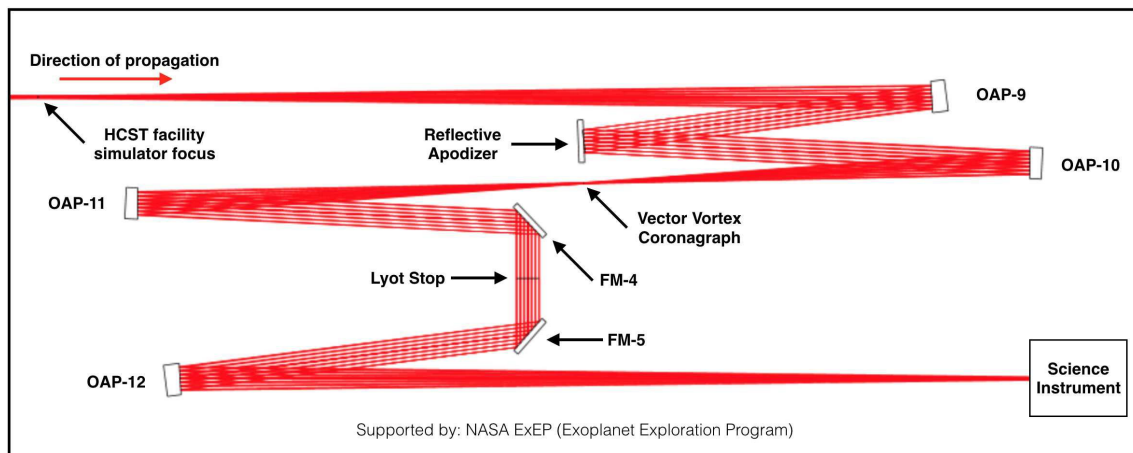 Direction of propagation
OAP-9
HCST facility
simulator focus
Reflective
Apodizer
OAP-10
OAP-11
Vector Vortex
Coronagraph
Lyot Stop
FM-4
FM-5
OAP-12
Science
Instrument
Supported by: NASA ExEP (Exoplanet Exploration Program)